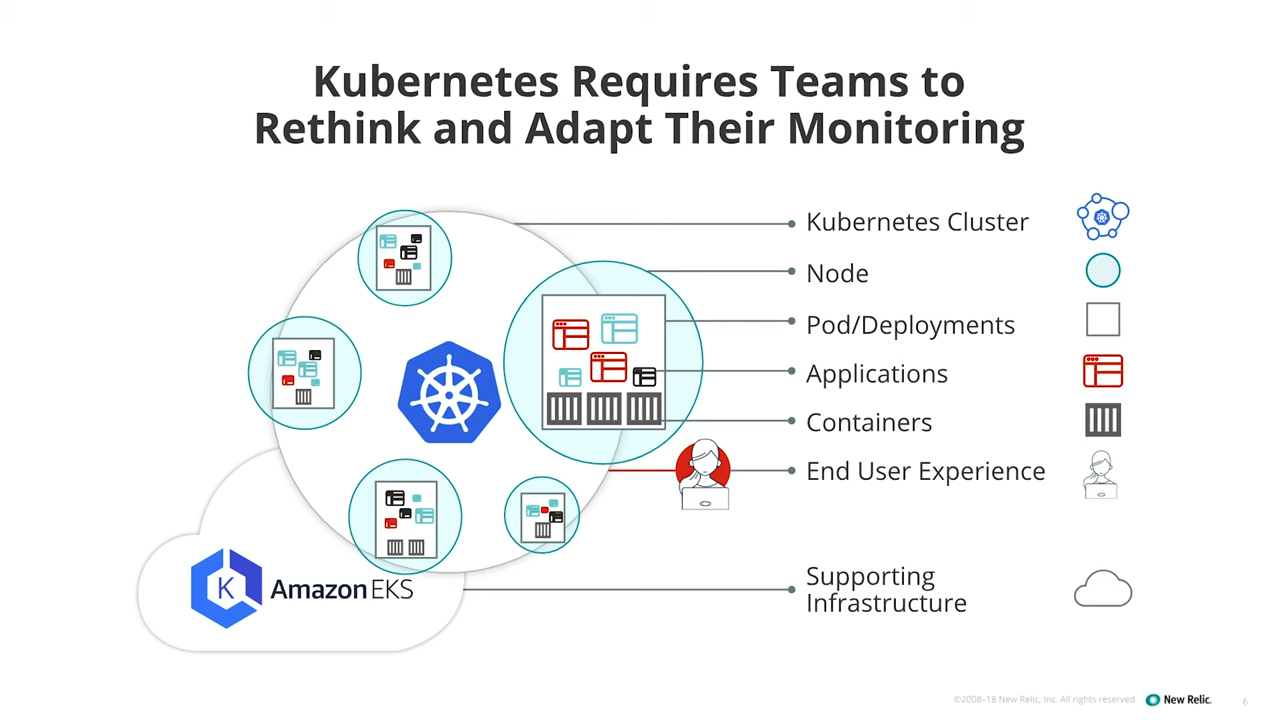 Kubernetes Requires Teams to
Rethink and Adapt Their Monitoring
Kubernetes Cluster
Node
Pod/Deployments
Applications
Containers
End User Experience
K
Amazon EKS
Supporting
Infrastructure
©2008–18 New Relic, Inc. All rights reserved
New Relic.
6